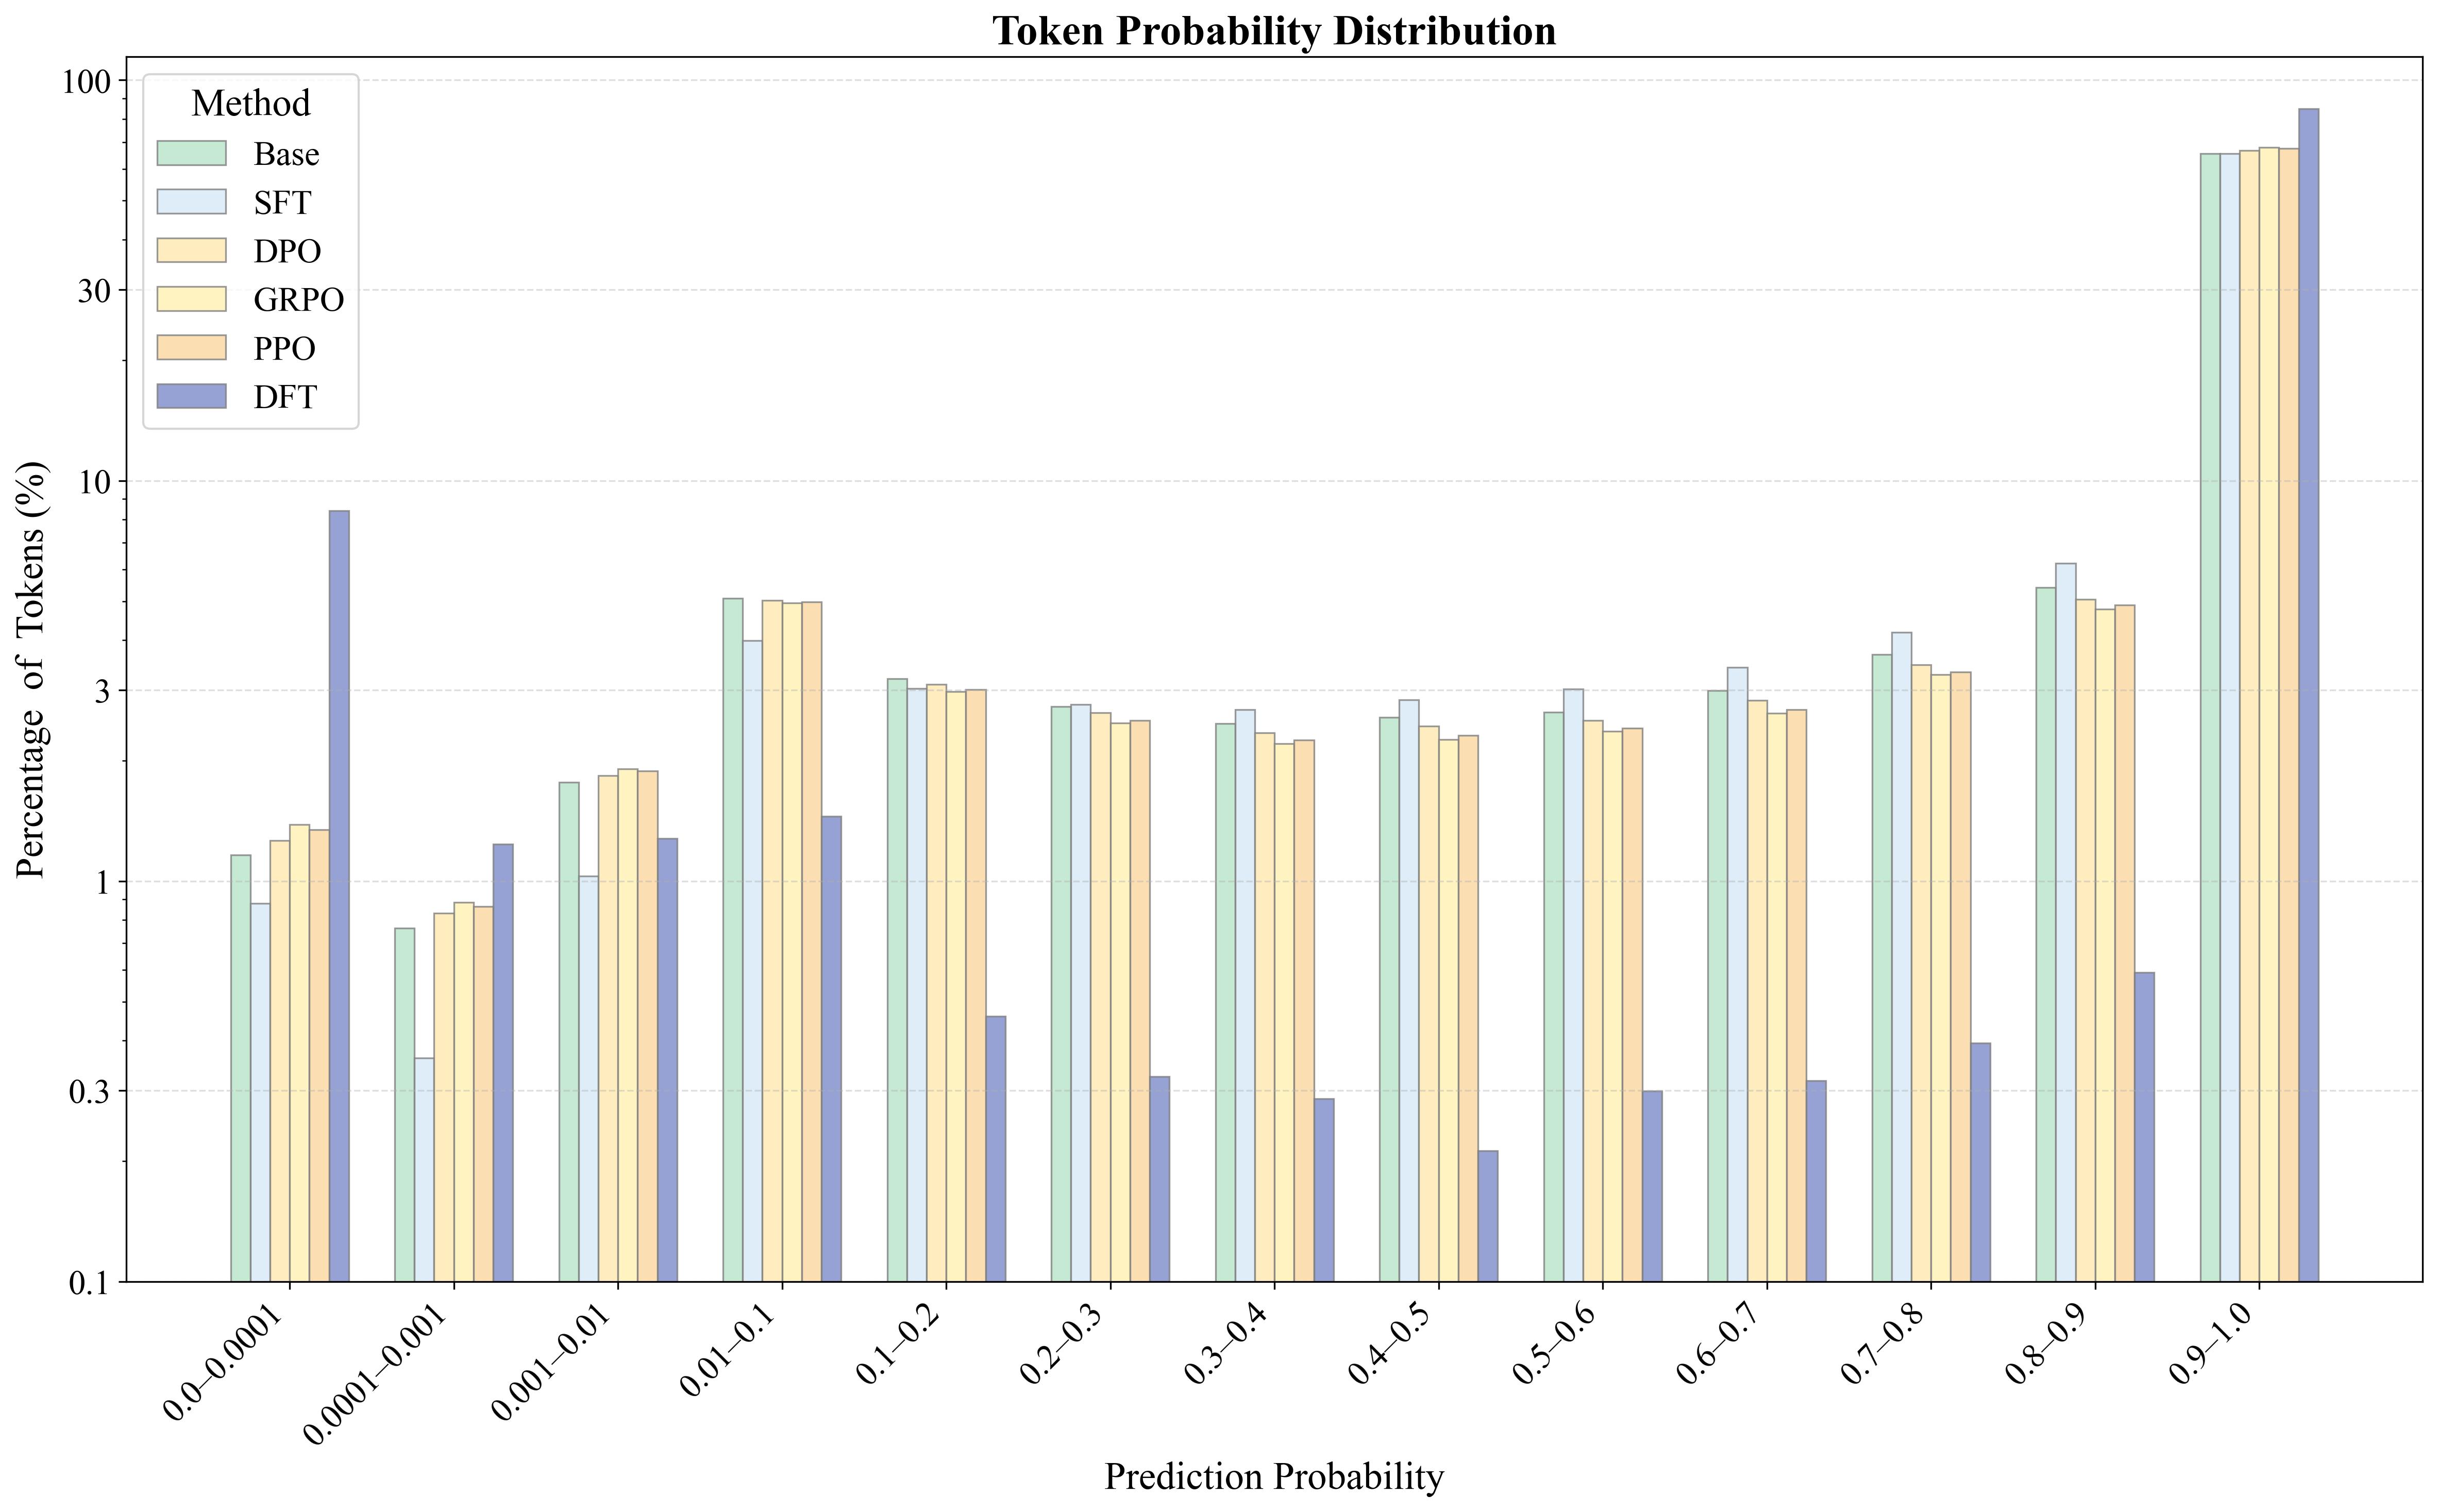 Token Probability Distribution
Method
Base
SFT
DPO
GRPO
PPO
DFT
Percentage of Tokens (%)
100
30
10
3
1
0.3
0.1
0.0–0.0001
0.0001–0.001
0.001–0.01
0.01–0.1
0.1–0.2
0.2–0.3
0.3–0.4
0.4–0.5
0.5–0.6
0.6–0.7
0.7–0.8
0.8–0.9
0.9–1.0
Prediction Probability